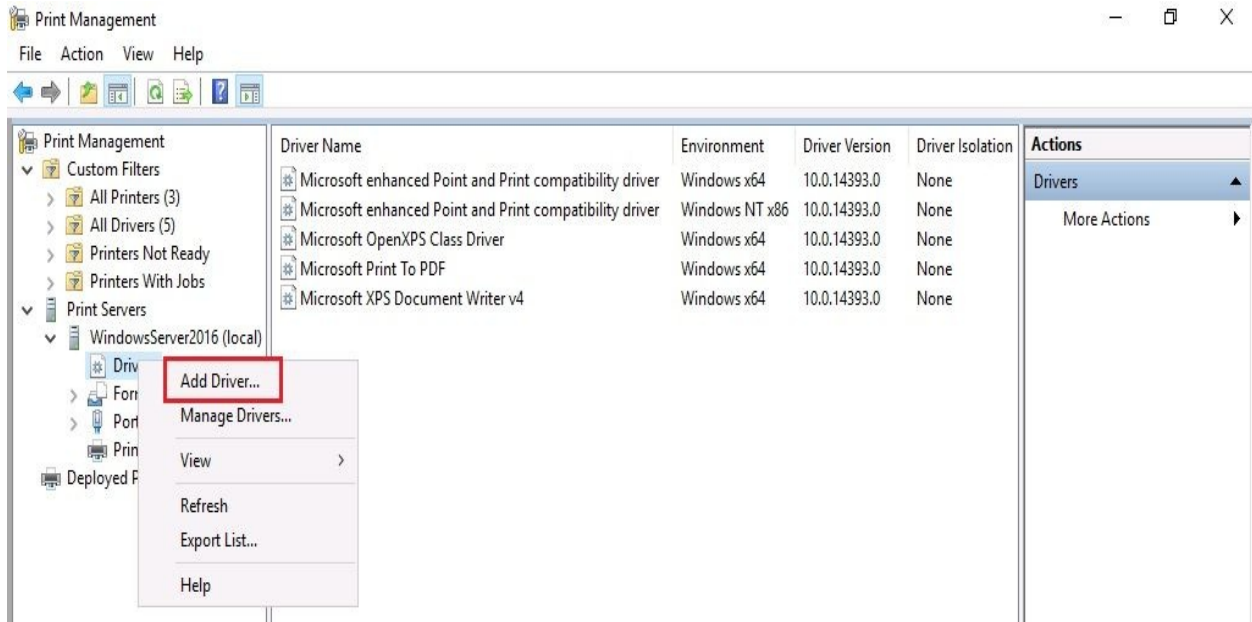 Print Management
File Action View Help
Print Management
Custom Filters
All Printers (3)
All Drivers (5)
Printers Not Ready
Printers With Jobs
Print Servers
WindowsServer2016 (local)
Driv
For
Port
Prin
Deployed P
Add Driver...
Manage Drivers...
View
Refresh
Export List...
Help
Driver Name Environment Driver Version Driver Isolation
Microsoft enhanced Point and Print compatibility driver Windows x64 10.0.14393.0 None
Microsoft enhanced Point and Print compatibility driver Windows NT x86 10.0.14393.0 None
Microsoft OpenXPS Class Driver Windows x64 10.0.14393.0 None
Microsoft Print To PDF Windows x64 10.0.14393.0 None
Microsoft XPS Document Writer v4 Windows x64 10.0.14393.0 None
Actions
Drivers
More Actions